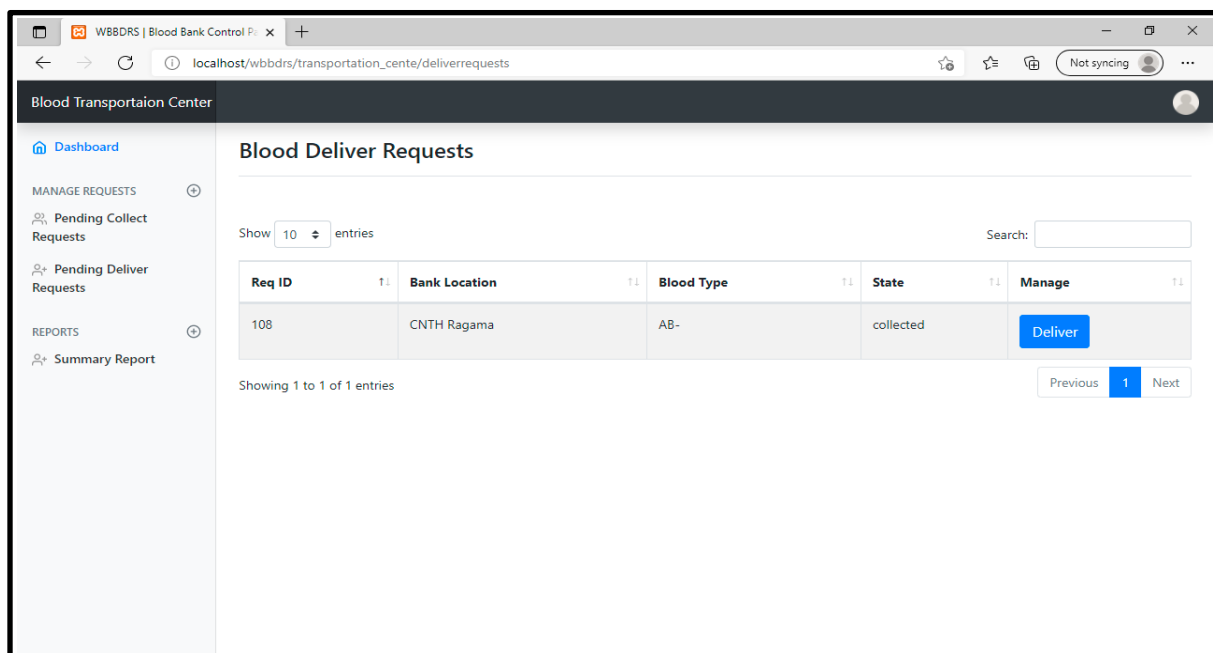 WBBDRS | Blood Bank Control Pa
localhost/wbbdrs/transportation_cente/deliverrequests
Not syncing
Blood Transportaion Center
Dashboard
MANAGE REQUESTS
Pending Collect
Requests
Pending Deliver
Requests
REPORTS
Summary Report
Blood Deliver Requests
Show 10 entries
Search:
Req ID Bank Location Blood Type State Manage
108 CNTH Ragama AB- collected Deliver
Showing 1 to 1 of 1 entries
Previous 1 Next